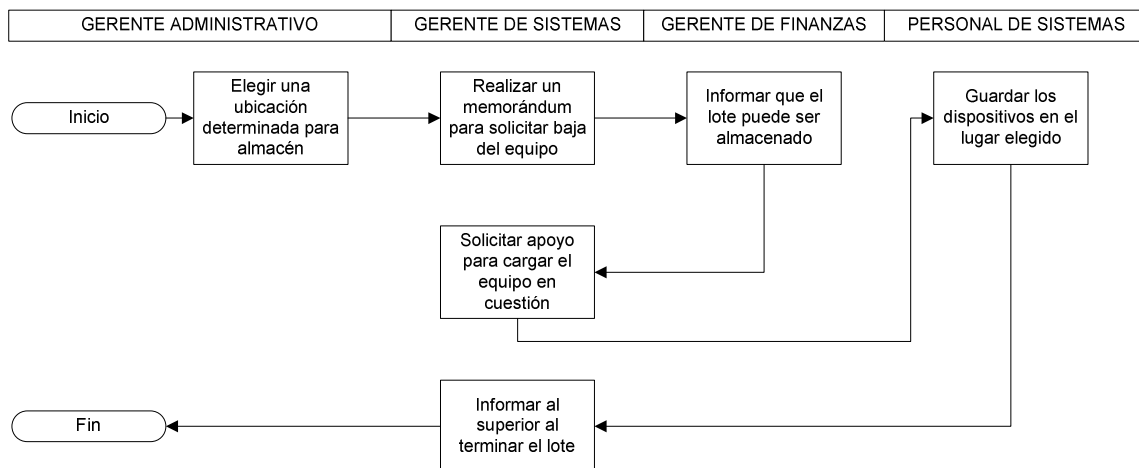 GERENTE ADMINISTRATIVO
GERENTE DE SISTEMAS
GERENTE DE FINANZAS
PERSONAL DE SISTEMAS
Inicio
Elegir una
ubicación
determinada para
almacén
Realizar un
memorándum
para solicitar baja
del equipo
Informar que el
lote puede ser
almacenado
Guardar los
dispositivos en el
lugar elegido
Solicitar apoyo
para cargar el
equipo en
cuestión
Informar al
superior al
terminar el lote
Fin